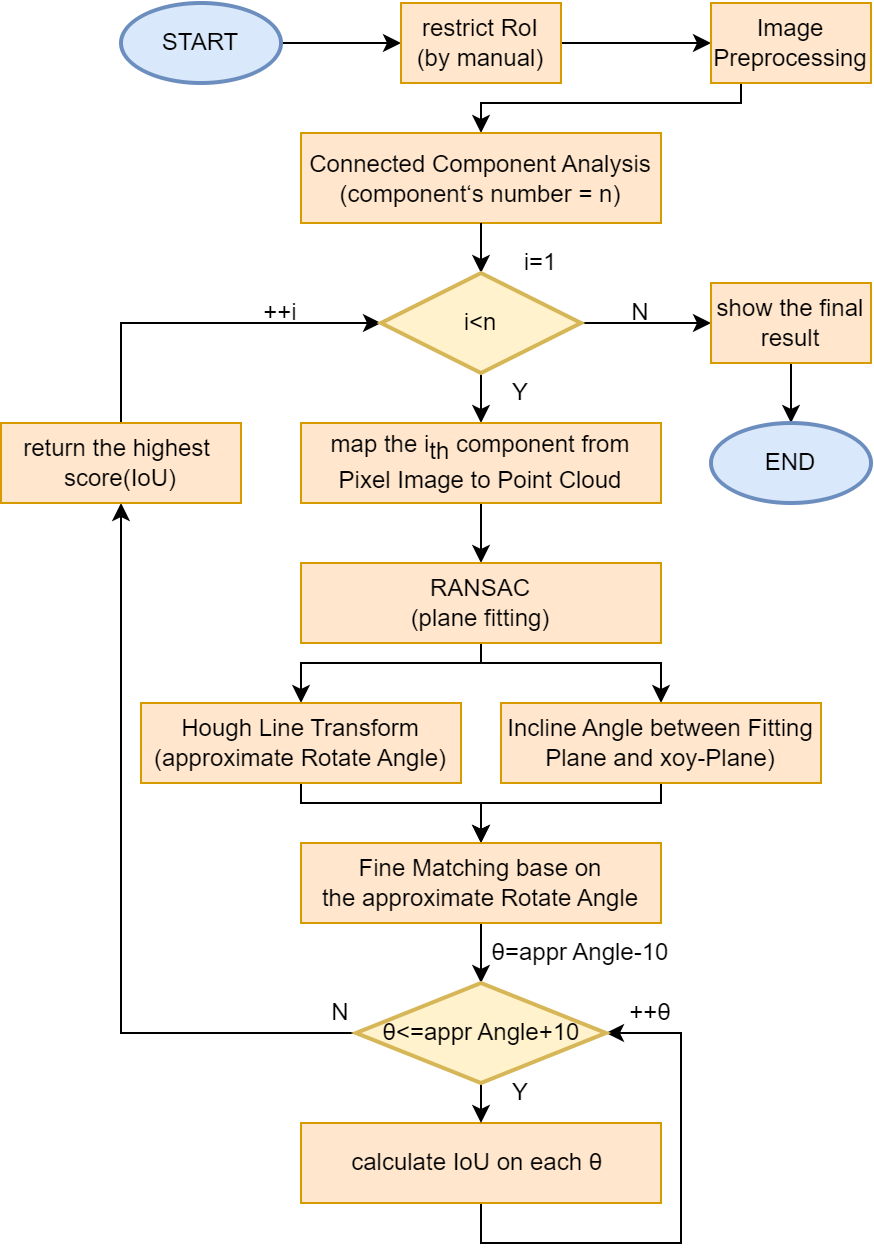 START
restrict RoI
(by manual)
Image
Preprocessing
Connected Component Analysis
(component‘s number = n)
i=1
++i
i<n
N
show the final
result
Y
return the highest
score(IoU)
map the ith component from
Pixel Image to Point Cloud
END
RANSAC
(plane fitting)
Hough Line Transform
(approximate Rotate Angle)
Incline Angle between Fitting
Plane and xoy-Plane)
Fine Matching base on
the approximate Rotate Angle
θ=appr Angle-10
N
θ<=appr Angle+10
++θ
Y
calculate IoU on each θ